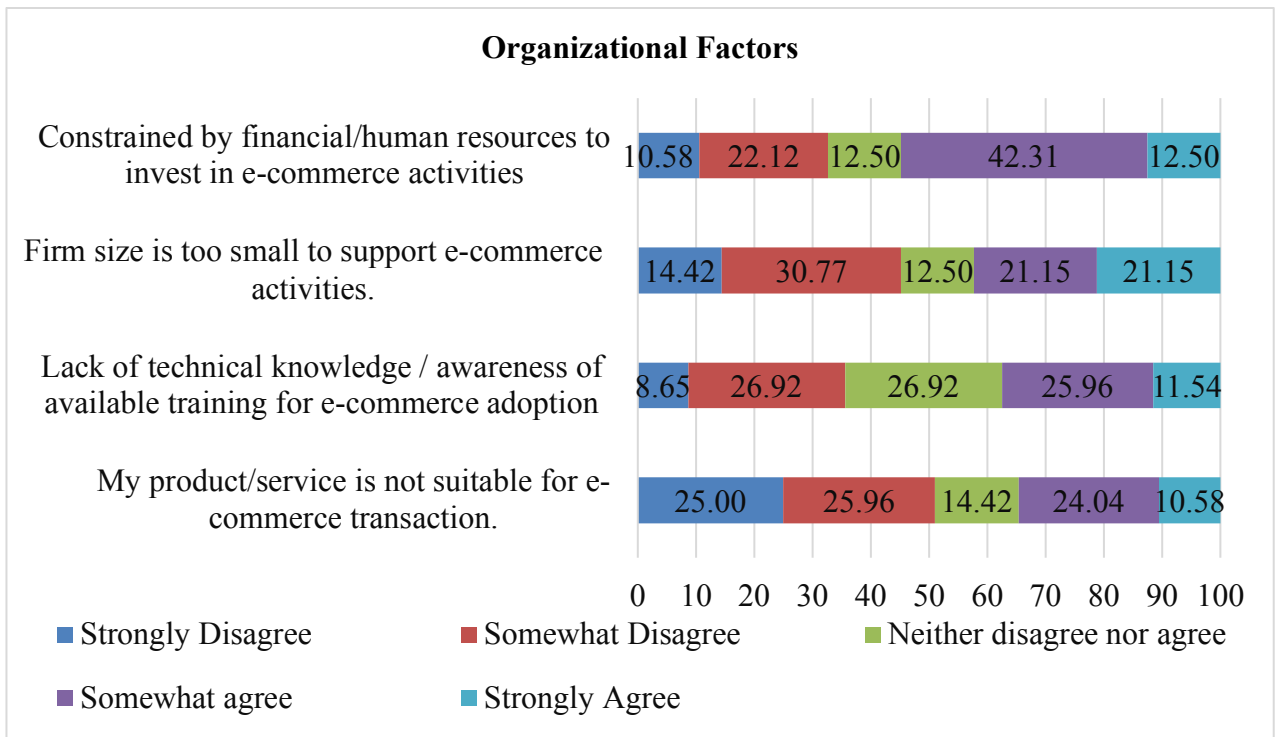 Organizational Factors
Constrained by financial/human resources to
invest in e-commerce activities
10.58 22.12 12.50 42.31 12.50
Firm size is too small to support e-commerce
activities.
14.42 30.77 12.50 21.15 21.15
Lack of technical knowledge / awareness of
available training for e-commerce adoption
8.65 26.92 26.92 25.96 11.54
My product/service is not suitable for e-
commerce transaction.
25.00 25.96 14.42 24.04 10.58
0 10 20 30 40 50 60 70 80 90 100
Strongly Disagree Somewhat Disagree Neither disagree nor agree
Somewhat agree Strongly Agree